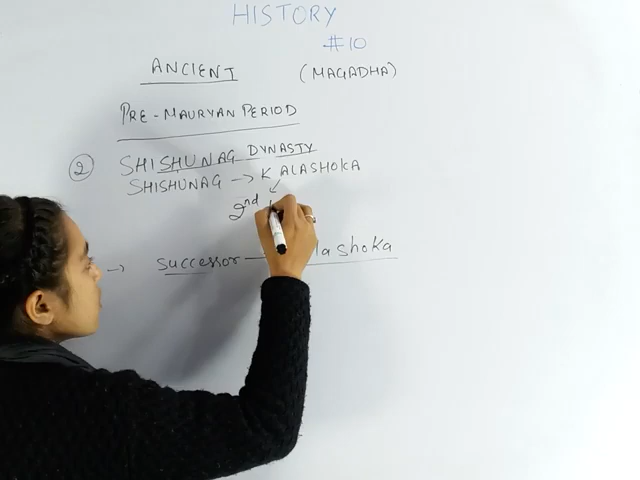 HISTORY
#10
ANCIENT (MAGADHA)
PRE-MAURYAN PERIOD
2 SHISHUNAG DYNASTY
SHISHUNAG → KALASHOKA
2nd
→ successor — lashoka